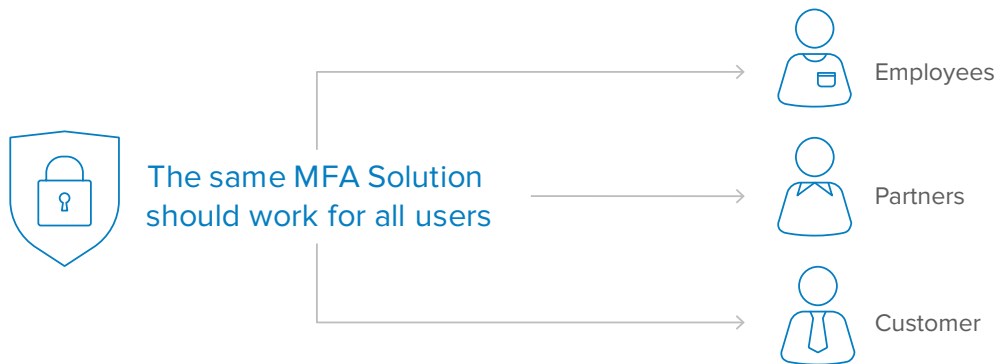 The same MFA Solution
should work for all users
Employees
Partners
Customer